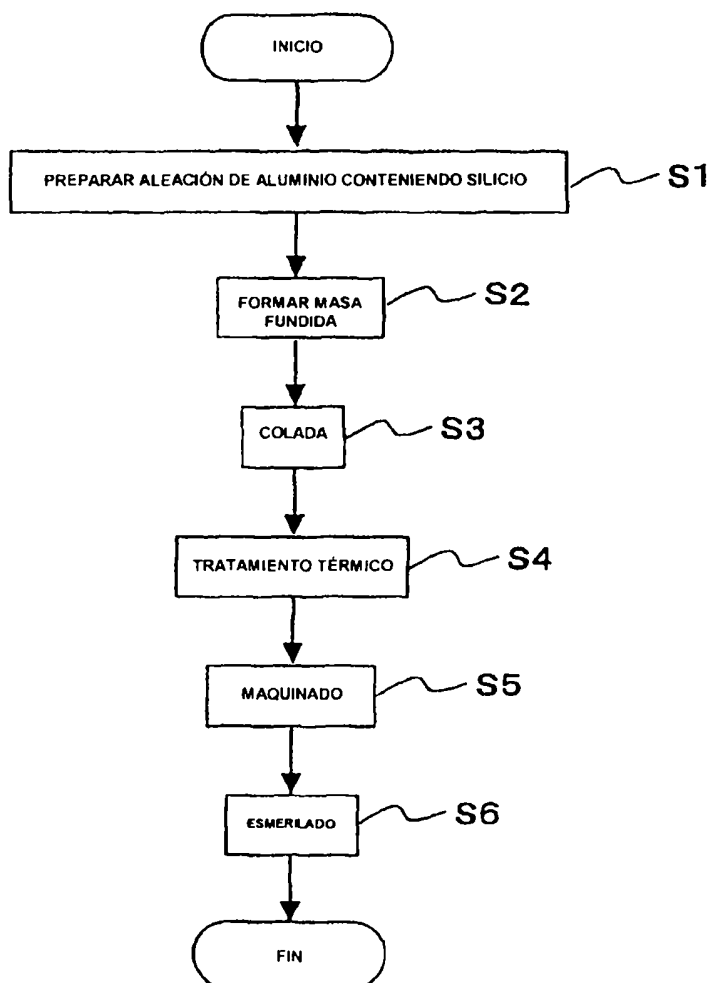 INICIO
PREPARAR ALEACIÓN DE ALUMINIO CONTENIENDO SILICIO
S1
FORMAR MASA
FUNDIDA
S2
COLADA
S3
TRATAMIENTO TÉRMICO
S4
MAQUINADO
S5
ESMERILADO
S6
FIN